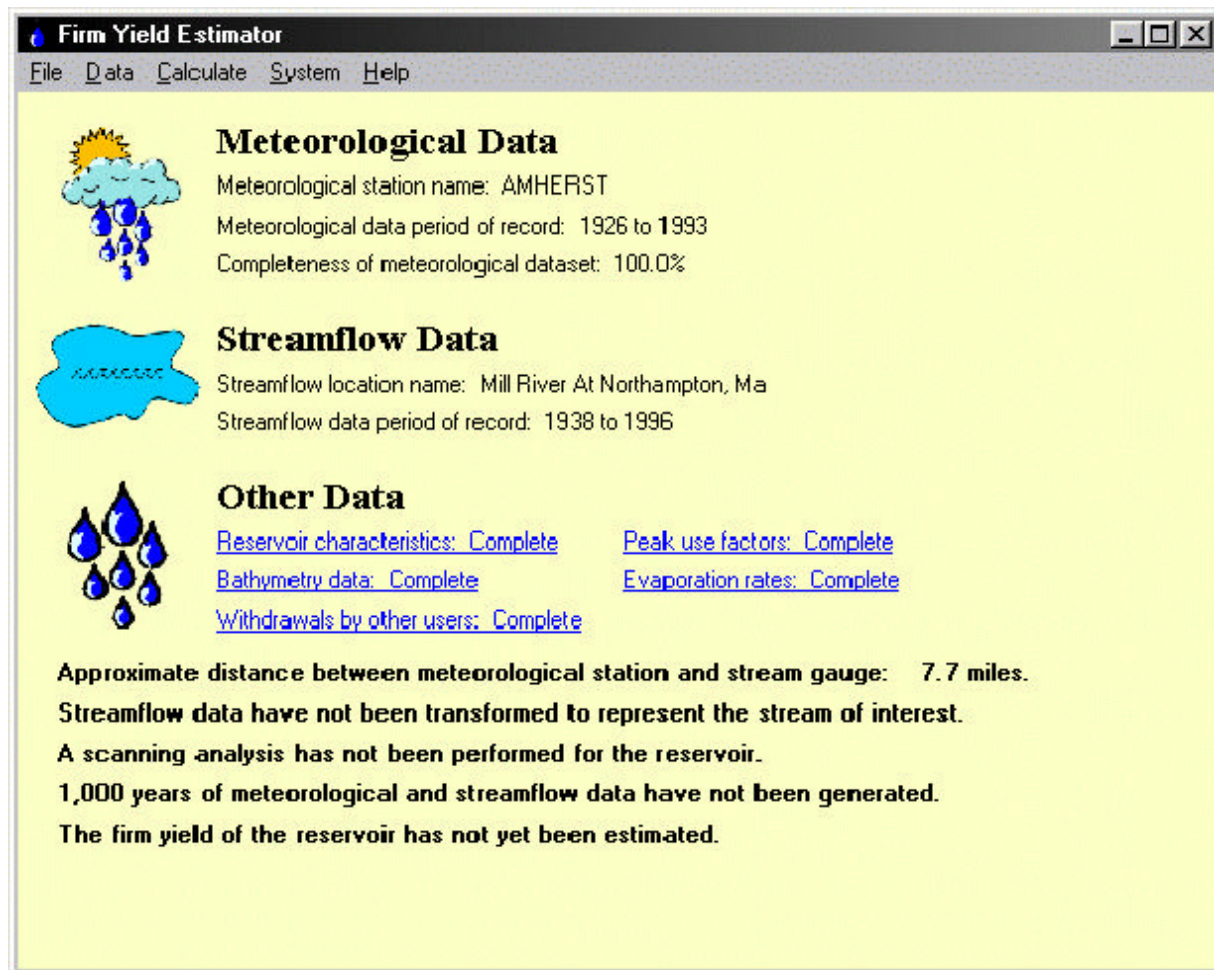 Firm Yield Estimator
File Data Calculate System Help
Meteorological Data
Meteorological station name: AMHERST
Meteorological data period of record: 1926 to 1993
Completeness of meteorological dataset: 100.0%
Streamflow Data
Streamflow location name: Mill River At Northampton, Ma
Streamflow data period of record: 1938 to 1996
Other Data
Reservoir characteristics: Complete Peak use factors: Complete
Bathymetry data: Complete Evaporation rates: Complete
Withdrawals by other users: Complete
Approximate distance between meteorological station and stream gauge: 7.7 miles.
Streamflow data have not been transformed to represent the stream of interest.
A scanning analysis has not been performed for the reservoir.
1,000 years of meteorological and streamflow data have not been generated.
The firm yield of the reservoir has not yet been estimated.